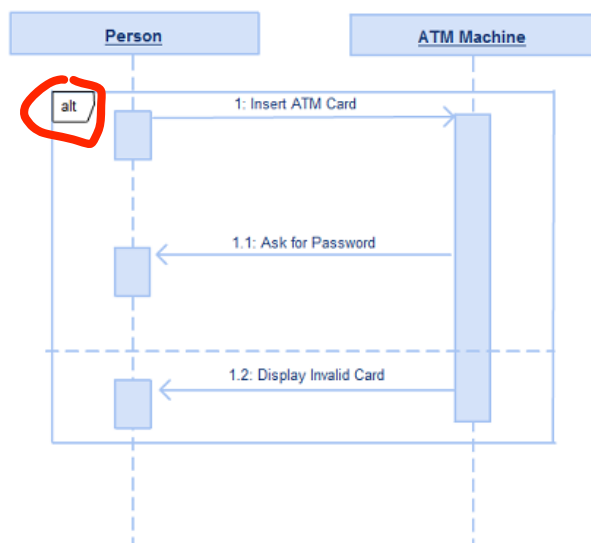 Person
ATM Machine
alt
1: Insert ATM Card
1.1: Ask for Password
1.2: Display Invalid Card